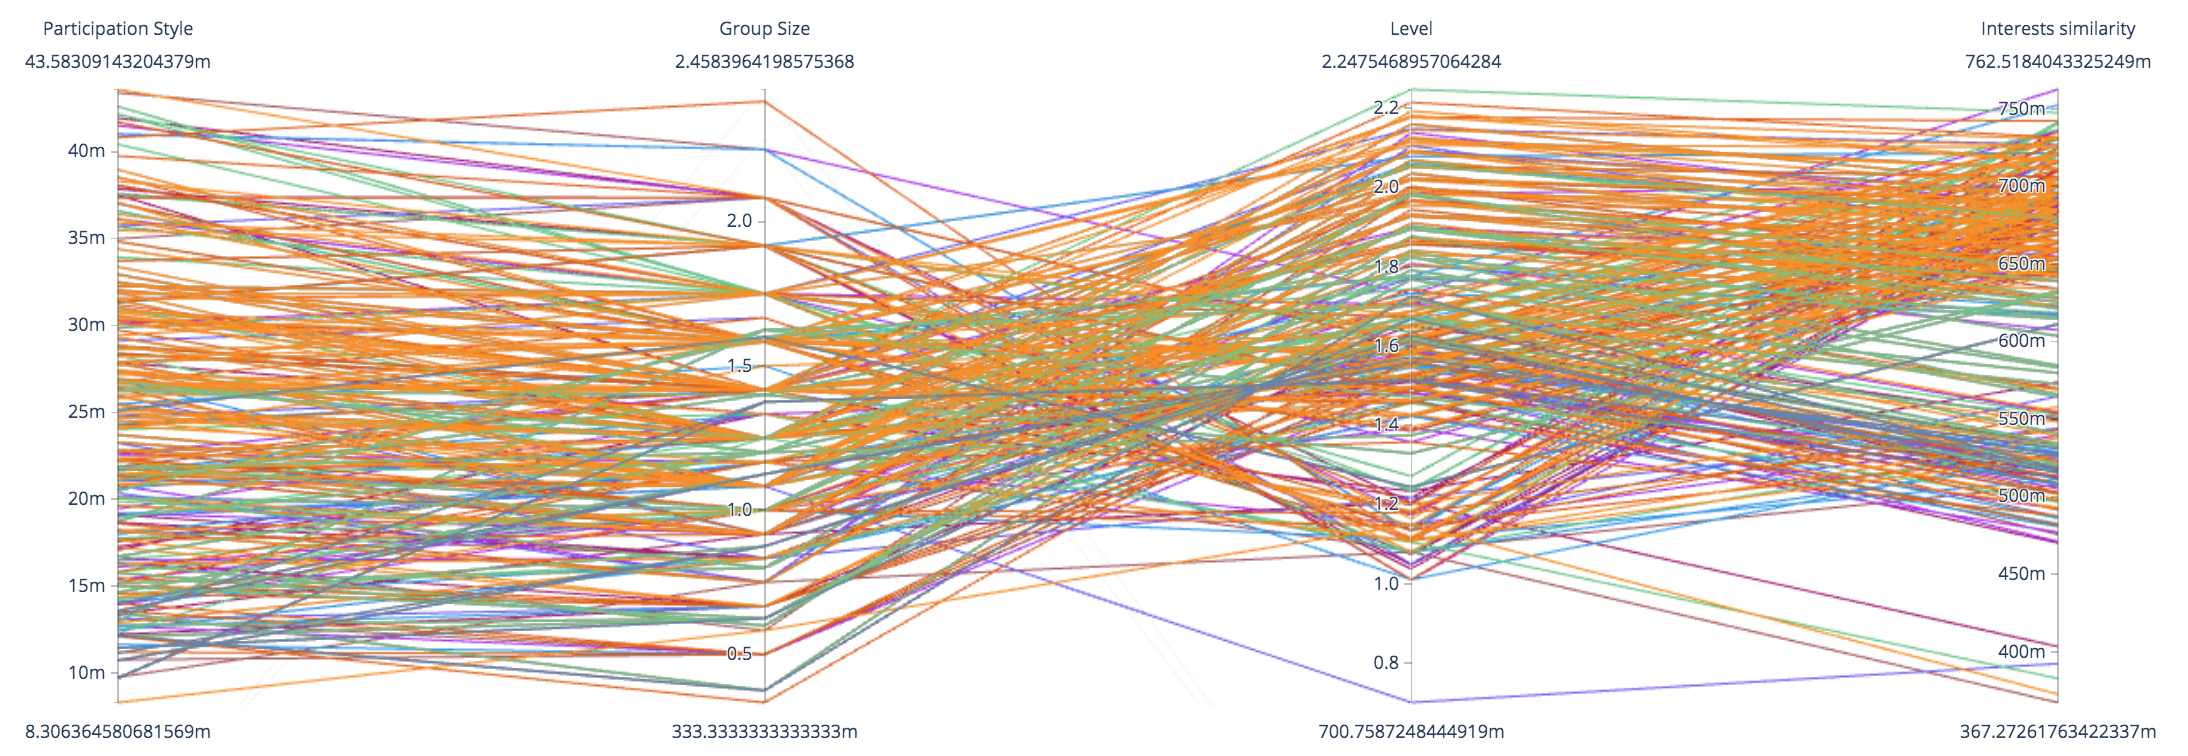 Participation Style
Group Size
Level
Interests similarity
43.58309143204379m
2.4583964198575368
2.2475468957064284
762.5184043325249m
40m
35m
30m
25m
20m
15m
10m
2.0
1.5
1.0
0.5
2.2
2.0
1.8
1.6
1.4
1.2
1.0
0.8
750m
700m
650m
600m
550m
500m
450m
400m
8.306364580681569m
333.3333333333333m
700.7587248444919m
367.27261763422337m